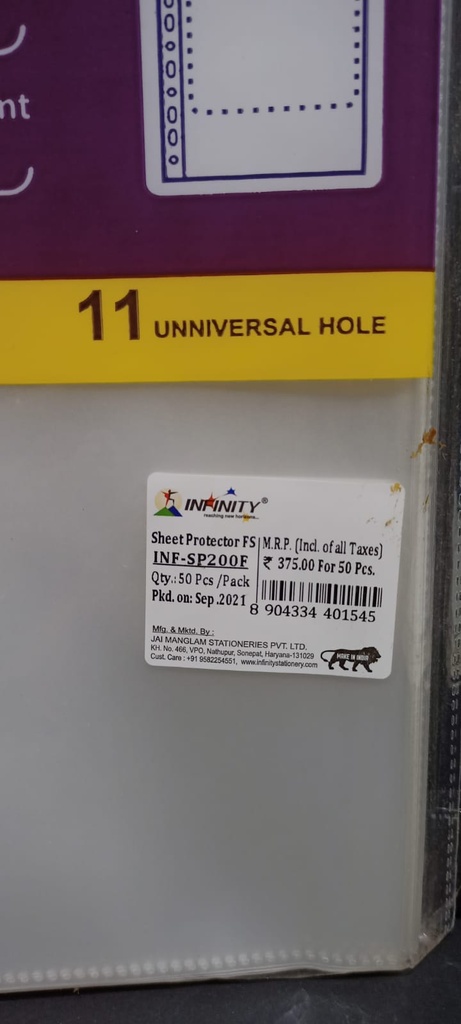 nt
11 UNNIVERSAL HOLE
INFINITY®
reaching new horizons...
Sheet Protector FS
INF-SP200F
Qty.: 50 Pcs /Pack
Pkd. on: Sep.2021
M.R.P. (Incl. of all Taxes)
₹ 375.00 For 50 Pcs.
8 904334 401545
Mfg. & Mktd. By :
JAI MANGLAM STATIONERIES PVT. LTD.
KH. No. 466, VPO, Nathupur, Sonepat, Haryana-131029
Cust. Care : +91 9582254551, www.infinitystationery.com
MAKE IN INDIA